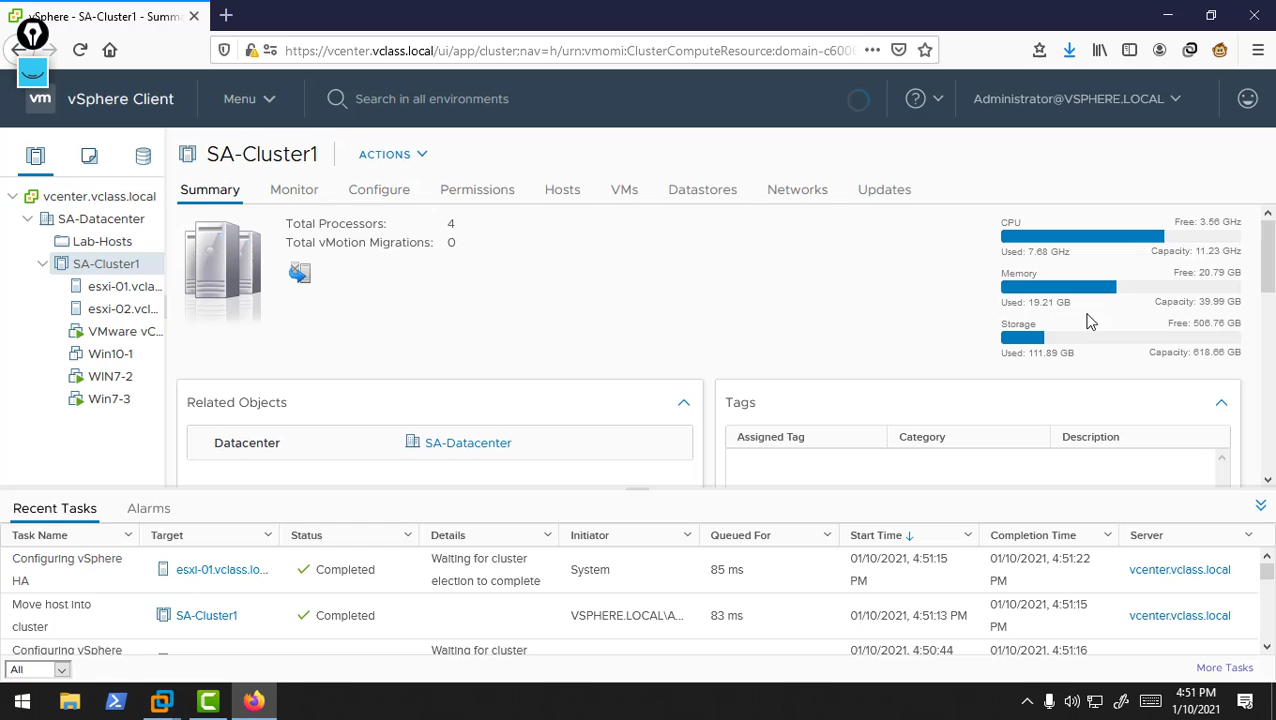 vSphere - SA-Cluster1 - Summa
https://vcenter.vclass.local/ui/app/cluster:nav=h/urn:vmomi:ClusterComputeResource:domain-c6006
vm vSphere Client Menu Search in all environments Administrator@VSPHERE.LOCAL
SA-Cluster1 ACTIONS
Summary Monitor Configure Permissions Hosts VMs Datastores Networks Updates
vcenter.vclass.local
SA-Datacenter
Lab-Hosts
SA-Cluster1
esxi-01.vcla...
esxi-02.vcl...
VMware vC...
Win10-1
WIN7-2
Win7-3
Total Processors: 4
Total vMotion Migrations: 0
CPU Free: 3.56 GHz
Used: 7.68 GHz Capacity: 11.23 GHz
Memory Free: 20.79 GB
Used: 19.21 GB Capacity: 39.99 GB
Storage Free: 506.76 GB
Used: 111.89 GB Capacity: 618.66 GB
Related Objects
Datacenter SA-Datacenter
Tags
Assigned Tag Category Description
Recent Tasks Alarms
Task Name Target Status Details Initiator Queued For Start Time Completion Time Server
Configuring vSphere Waiting for cluster 01/10/2021, 4:51:15 01/10/2021, 4:51:22
esxi-01.vclass.lo... Completed System 85 ms vcenter.vclass.local
HA election to complete PM PM
Move host into 01/10/2021, 4:51:15
SA-Cluster1 Completed VSPHERE.LOCAL\A... 83 ms 01/10/2021, 4:51:13 PM vcenter.vclass.local
cluster PM
Configuring vSphere Waiting for cluster 01/10/2021, 4:50:44 01/10/2021, 4:51:16
All More Tasks
4:51 PM
1/10/2021